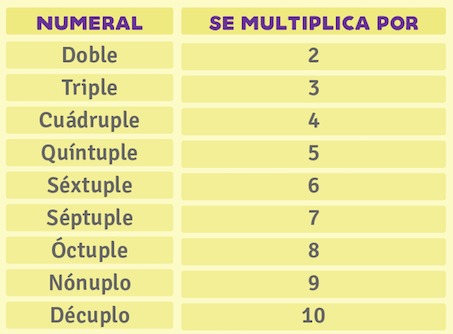 NUMERAL SE MULTIPLICA POR
Doble 2
Triple 3
Cuádruple 4
Quíntuple 5
Séxtuple 6
Séptuple 7
Óctuple 8
Nónuplo 9
Décuplo 10